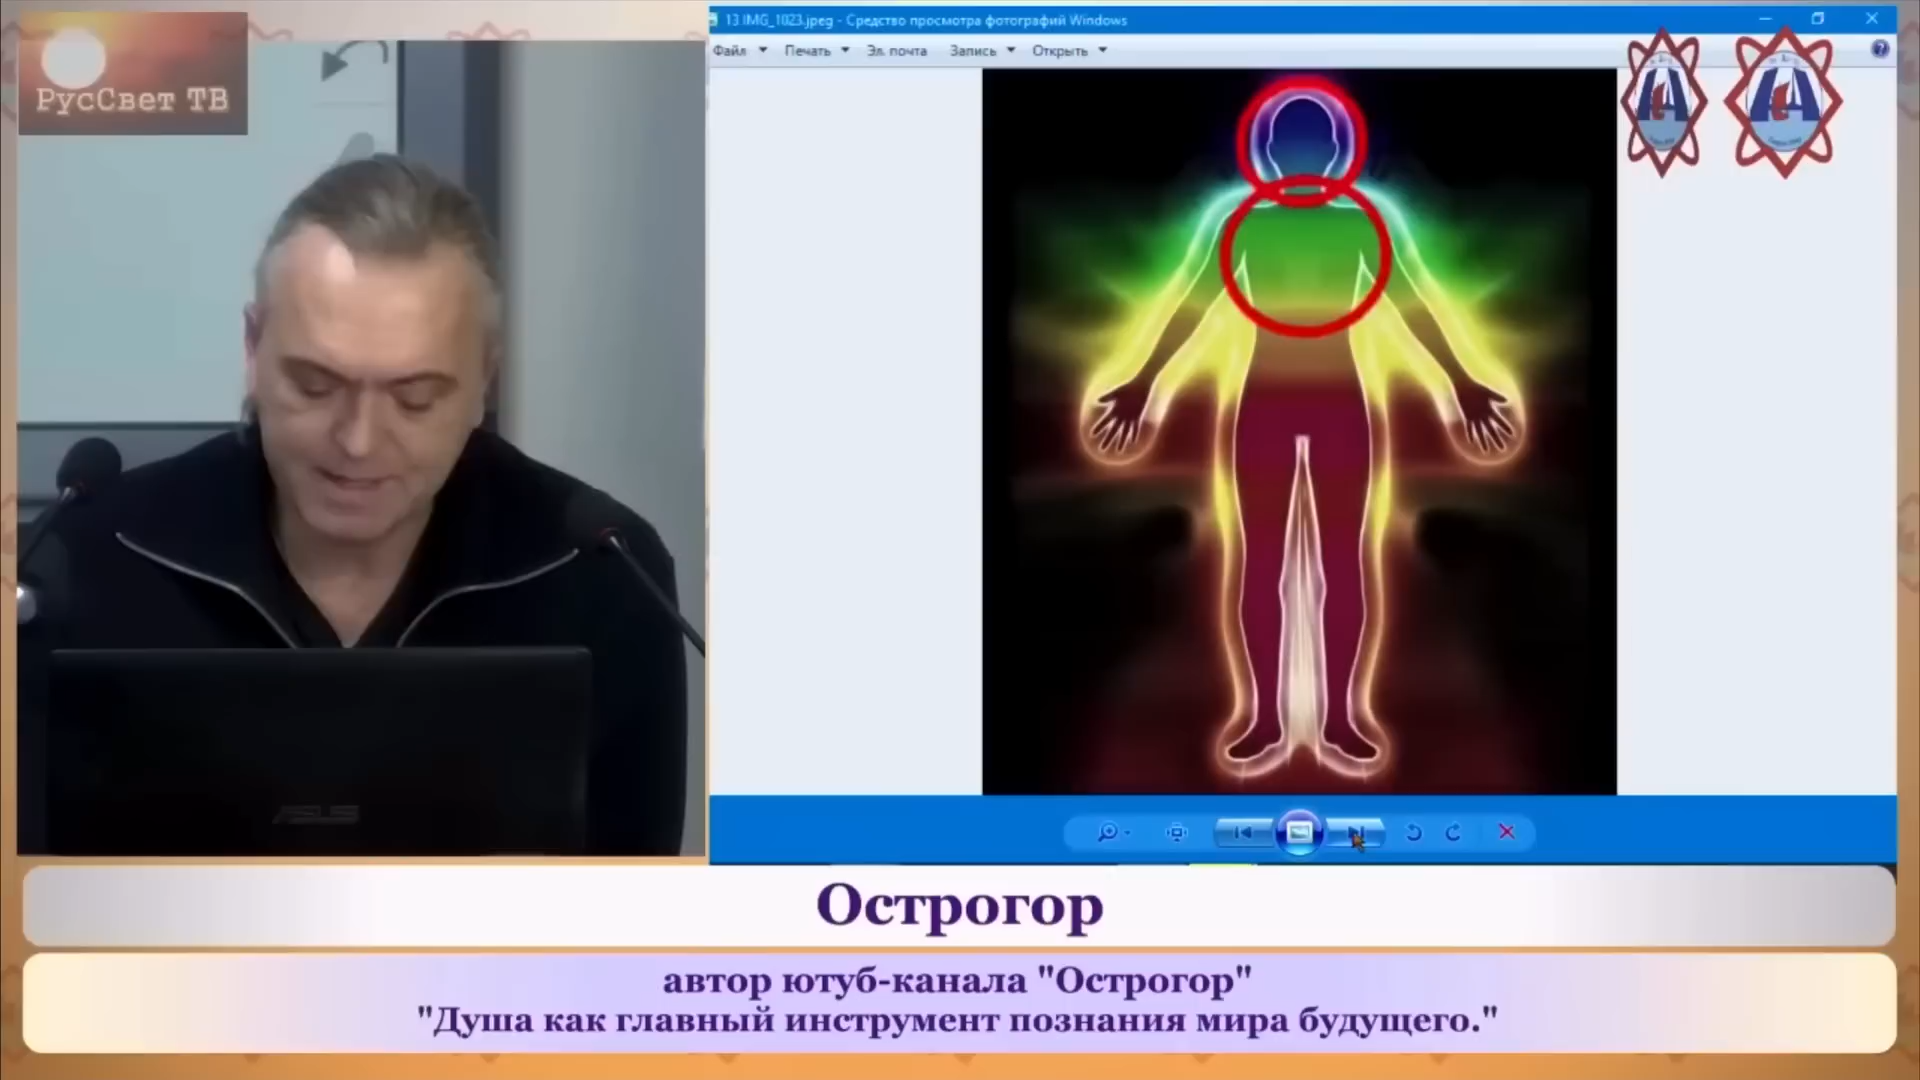 РусСвет ТВ
13.IMG_1023.jpeg - Средство просмотра фотографий Windows
Файл Печать Эл. почта Запись Открыть
ASUS
Острогор
автор ютуб-канала "Острогор"
"Душа как главный инструмент познания мира будущего."